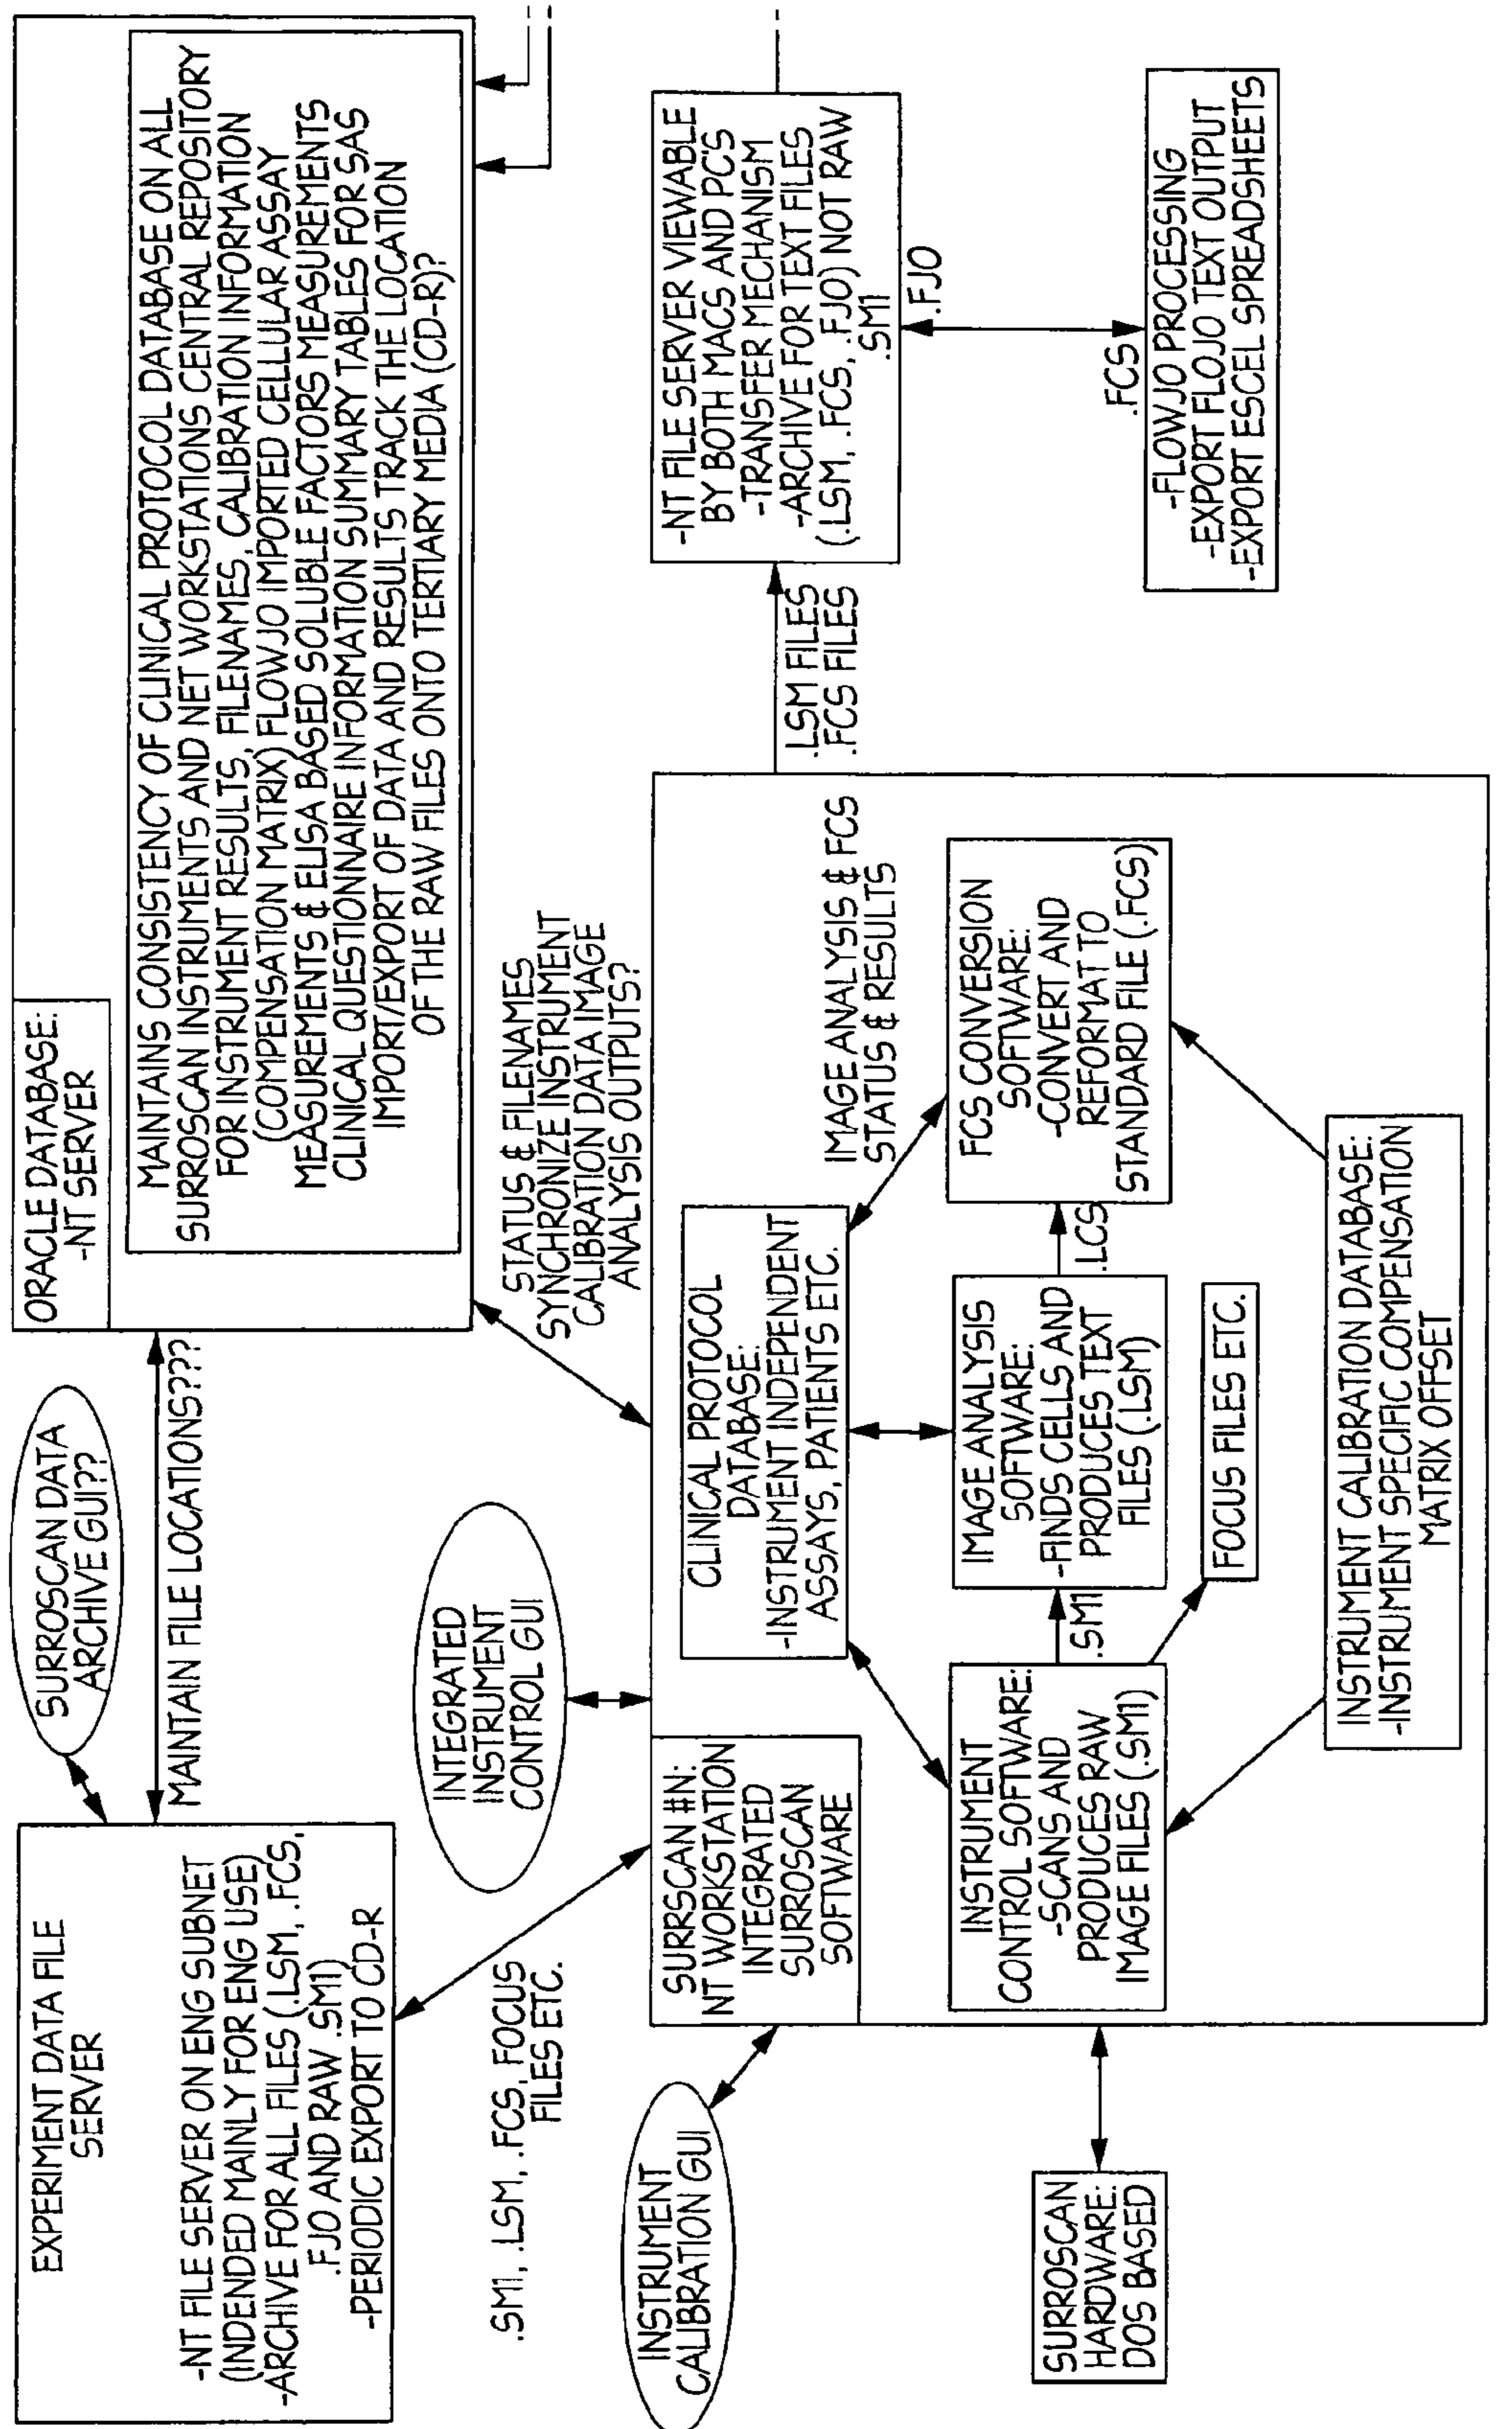 EXPERIMENT DATA FILE
SERVER
-NT FILE SERVER ON ENG SUBNET
(INDENDED MAINLY FOR ENG USE)
-ARCHIVE FOR ALL FILES (.LSM, .FCS,
.FJO AND RAW .SM1)
-PERIODIC EXPORT TO CD-R
SURROSCAN DATA
ARCHIVE GUI??
MAINTAIN FILE LOCATIONS???
ORACLE DATABASE:
-NT SERVER
MAINTAINS CONSISTENCY OF CLINICAL PROTOCOL DATABASE ON ALL
SURROSCAN INSTRUMENTS AND NET WORKSTATIONS CENTRAL REPOSITORY
FOR INSTRUMENT RESULTS, FILENAMES, CALIBRATION INFORMATION
(COMPENSATION MATRIX) FLOWJO IMPORTED CELLULAR ASSAY
MEASUREMENTS & ELISA BASED SOLUBLE FACTORS MEASUREMENTS
CLINICAL QUESTIONNAIRE INFORMATION SUMMARY TABLES FOR SAS
IMPORT/EXPORT OF DATA AND RESULTS TRACK THE LOCATION
OF THE RAW FILES ONTO TERTIARY MEDIA (CD-R)?
.SM1, .LSM, .FCS, FOCUS
FILES ETC.
INTEGRATED
INSTRUMENT
CONTROL GUI
STATUS & FILENAMES
SYNCHRONIZE INSTRUMENT
CALIBRATION DATA IMAGE
ANALYSIS OUTPUTS?
INSTRUMENT
CALIBRATION GUI
SURRSCAN #N:
NT WORKSTATION
INTEGRATED
SURROSCAN
SOFTWARE
CLINICAL PROTOCOL
DATABASE:
-INSTRUMENT INDEPENDENT
ASSAYS, PATIENTS ETC.
IMAGE ANALYSIS & FCS
STATUS & RESULTS
.LSM FILES
.FCS FILES
-NT FILE SERVER VIEWABLE
BY BOTH MACS AND PC'S
-TRANSFER MECHANISM
-ARCHIVE FOR TEXT FILES
(.LSM, .FCS, .FJO) NOT RAW
.SM1
SURROSCAN
HARDWARE:
DOS BASED
INSTRUMENT
CONTROL SOFTWARE:
-SCANS AND
PRODUCES RAW
IMAGE FILES (.SM1)
.SM1
IMAGE ANALYSIS
SOFTWARE:
-FINDS CELLS AND
PRODUCES TEXT
FILES (.LSM)
.LCS
FCS CONVERSION
SOFTWARE:
-CONVERT AND
REFORMAT TO
STANDARD FILE (.FCS)
.FJO
.FCS
FOCUS FILES ETC.
-FLOWJO PROCESSING
-EXPORT FLOJO TEXT OUTPUT
-EXPORT ESCEL SPREADSHEETS
INSTRUMENT CALIBRATION DATABASE:
-INSTRUMENT SPECIFIC COMPENSATION
MATRIX OFFSET